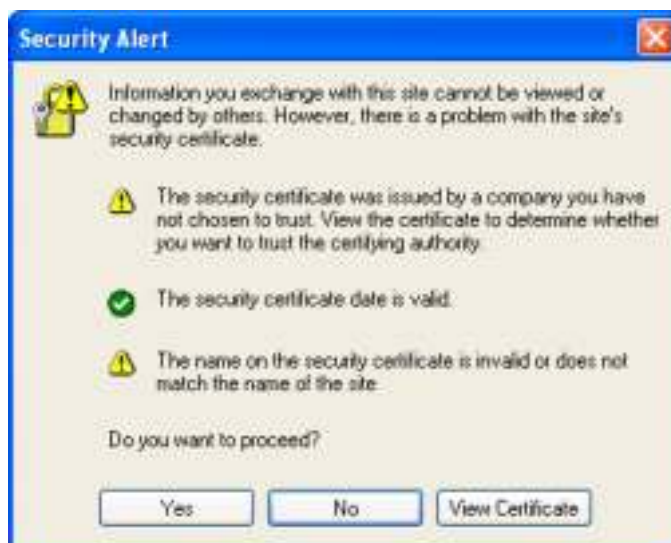 Security Alert
Information you exchange with this site cannot be viewed or
changed by others. However, there is a problem with the site's
security certificate.
The security certificate was issued by a company you have
not chosen to trust. View the certificate to determine whether
you want to trust the certifying authority.
The security certificate date is valid.
The name on the security certificate is invalid or does not
match the name of the site
Do you want to proceed?
Yes
No
View Certificate